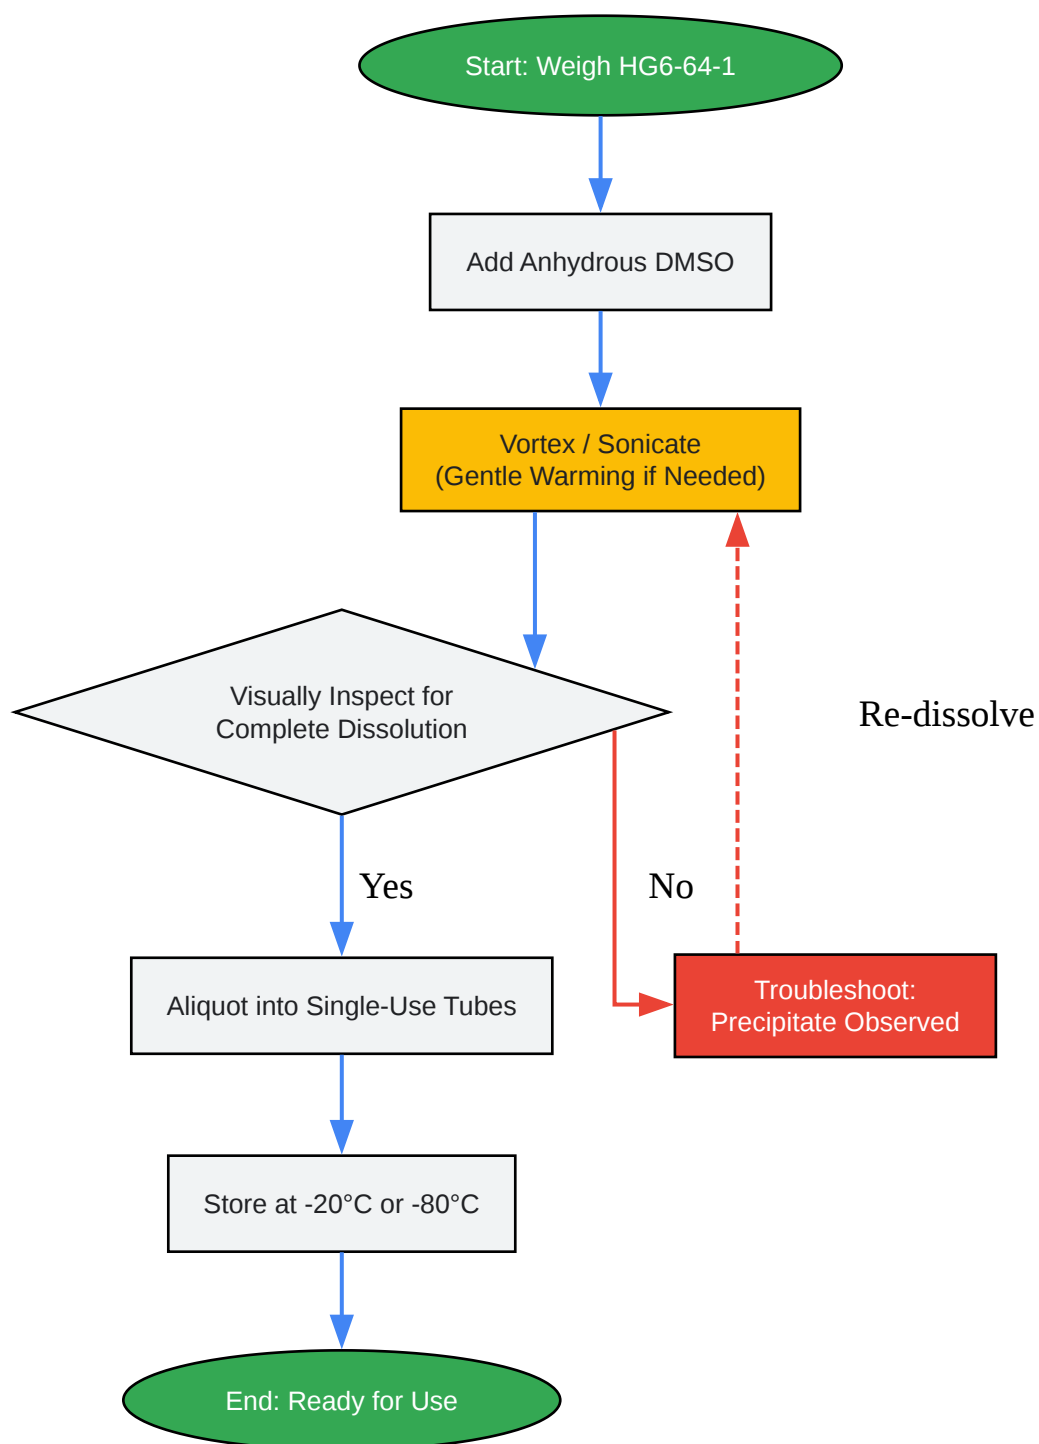 Start: Weigh HG6-64-1
Add Anhydrous DMSO
Vortex / Sonicate
(Gentle Warming if Needed)
Visually Inspect for
Complete Dissolution
Re-dissolve
Yes
No
Aliquot into Single-Use Tubes
Troubleshoot:
Precipitate Observed
Store at -20°C or -80°C
End: Ready for Use